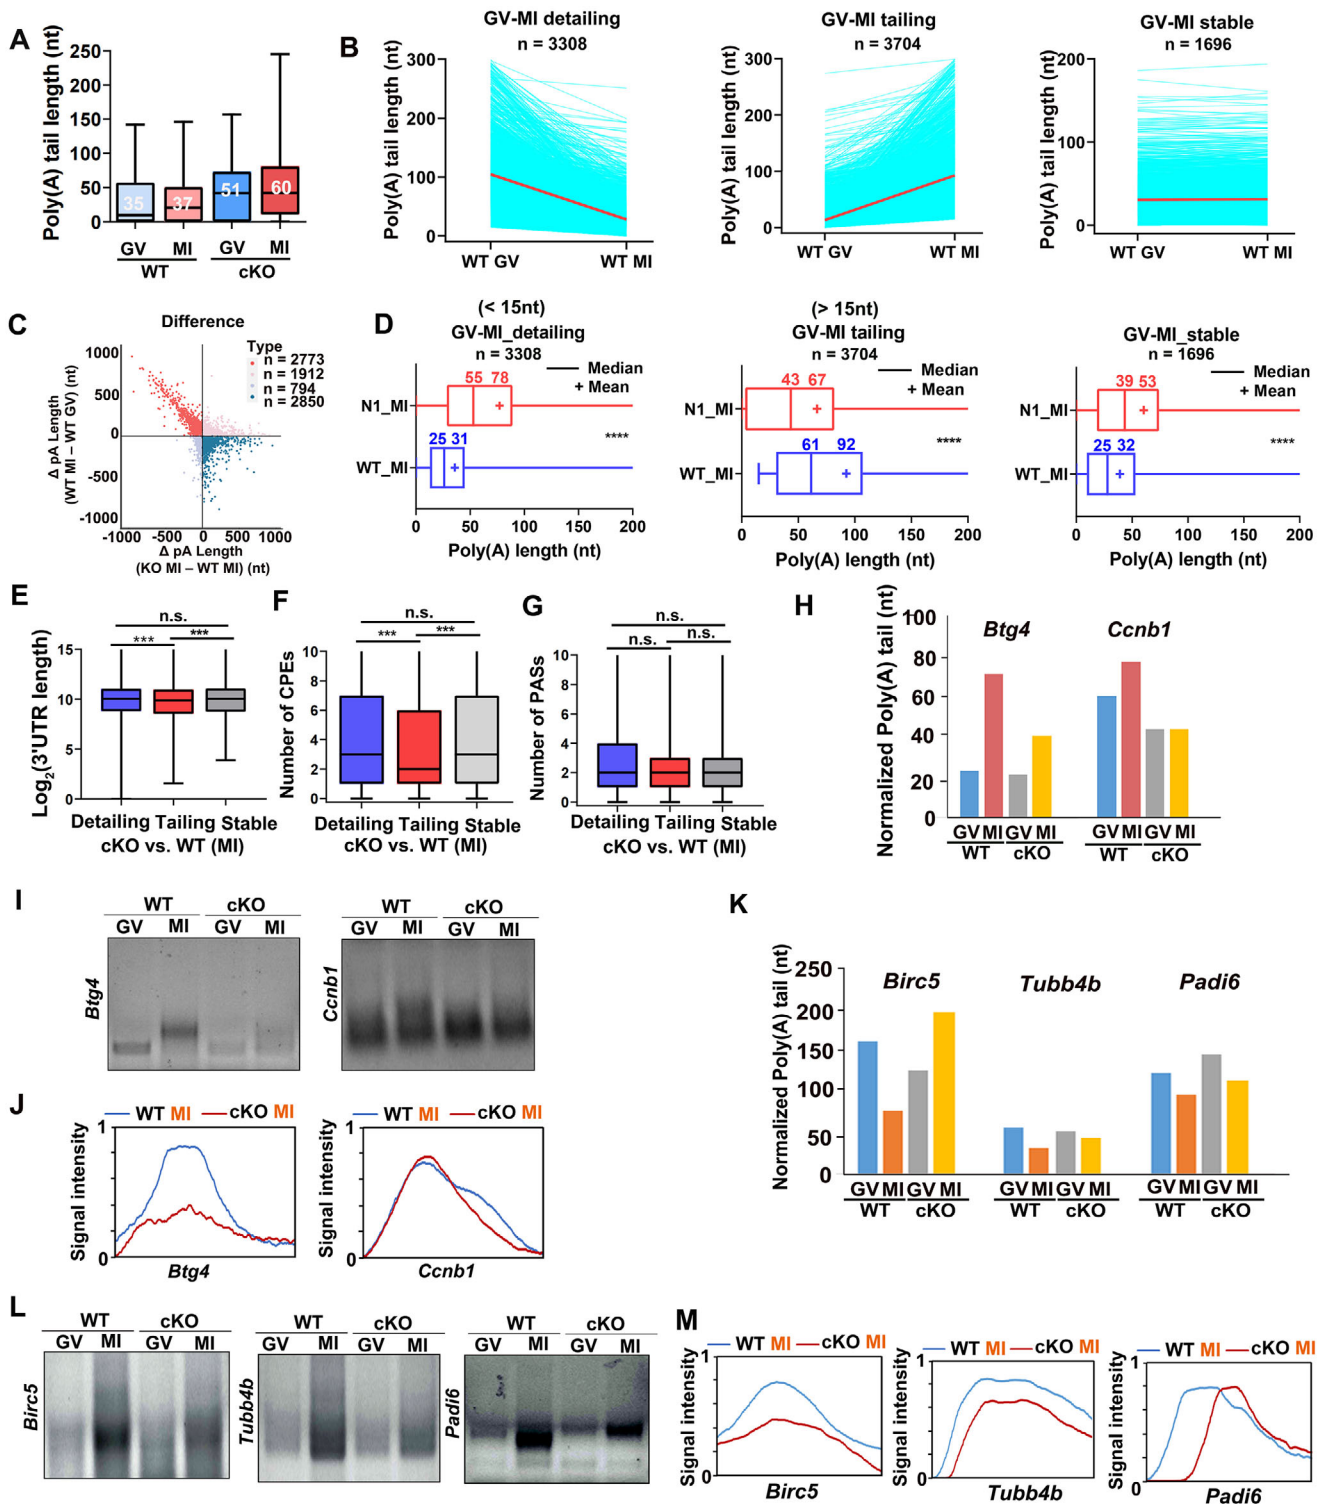 A
Poly(A) tail length (nt)
250
200
150
100
50
0
35
37
51
60
GV MI GV MI
WT cKO
B
GV-MI detailing
n = 3308
Poly(A) tail length (nt)
300
200
100
0
WT GV WT MI
GV-MI tailing
n = 3704
Poly(A) tail length (nt)
300
200
100
0
WT GV WT MI
GV-MI stable
n = 1696
Poly(A) tail length (nt)
200
100
0
WT GV WT MI
C
Difference
Type
n = 2773
n = 1912
n = 794
n = 2850
Δ pA Length
(WT MI – WT GV) (nt)
1000
500
0
-500
-1000
-1000 -500 0 500 1000
Δ pA Length
(KO MI – WT MI) (nt)
D
(< 15nt)
GV-MI_detailing
n = 3308
Median
+ Mean
N1_MI
55 78
WT_MI
25 31
****
0 50 100 150 200
Poly(A) length (nt)
(> 15nt)
GV-MI tailing
n = 3704
Median
+ Mean
N1_MI
43 67
WT_MI
61 92
****
0 50 100 150 200
Poly(A) length (nt)
GV-MI_stable
n = 1696
Median
+ Mean
N1_MI
39 53
WT_MI
25 32
****
0 50 100 150 200
Poly(A) length (nt)
E
n.s.
*** ***
Log2(3'UTR length)
15
10
5
0
Detailing Tailing Stable
cKO vs. WT (MI)
F
n.s.
*** ***
Number of CPEs
10
8
6
4
2
0
Detailing Tailing Stable
cKO vs. WT (MI)
G
n.s.
n.s. n.s.
Number of PASs
10
8
6
4
2
0
Detailing Tailing Stable
cKO vs. WT (MI)
H
Normalized Poly(A) tail (nt)
100
80
60
40
20
0
Btg4 Ccnb1
GV MI GV MI GV MI GV MI
WT cKO WT cKO
I
WT cKO
GV MI GV MI
Btg4
WT cKO
GV MI GV MI
Ccnb1
J
WT MI cKO MI
Signal intensity
1
0
Btg4
WT MI cKO MI
Signal intensity
1
0
Ccnb1
K
Normalized Poly(A) tail (nt)
250
200
150
100
50
0
Birc5 Tubb4b Padi6
GV MI GV MI GV MI GV MI GV MI GV MI
WT cKO WT cKO WT cKO
L
WT cKO
GV MI GV MI
Birc5
WT cKO
GV MI GV MI
Tubb4b
WT cKO
GV MI GV MI
Padi6
M
WT MI cKO MI
Signal intensity
1
0
Birc5
WT MI cKO MI
Signal intensity
1
0
Tubb4b
WT MI cKO MI
Signal intensity
1
0
Padi6